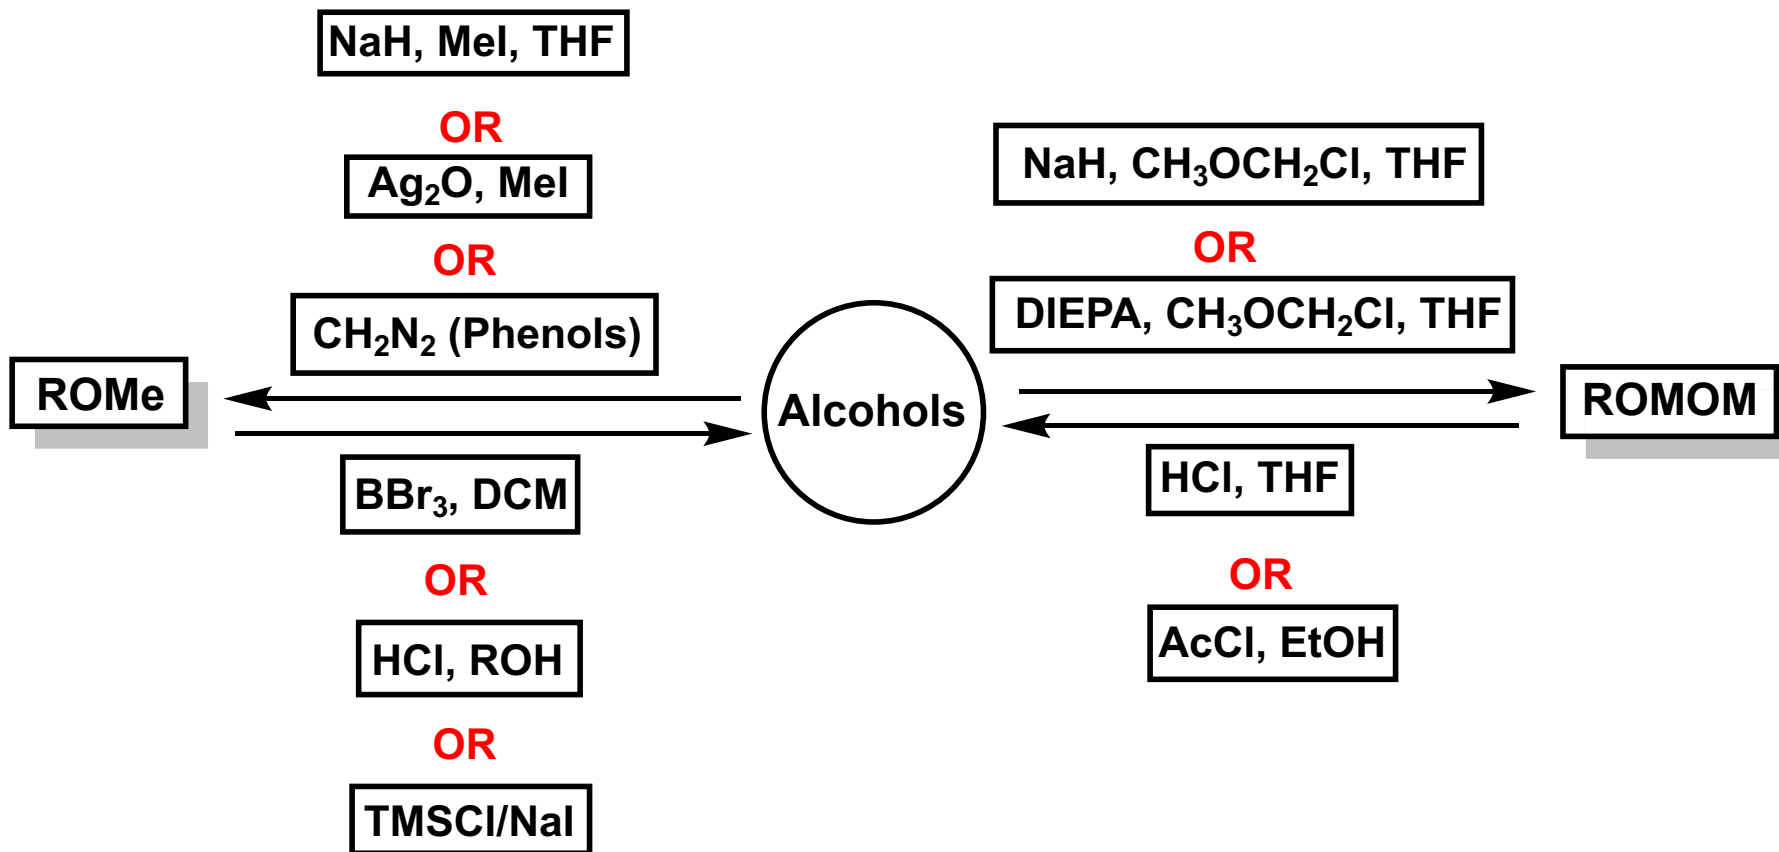 NaH, MeI, THF
OR
Ag₂O, MeI
OR
CH₂N₂ (Phenols)
ROMe
BBr₃, DCM
OR
HCl, ROH
OR
TMSCl/NaI
Alcohols
NaH, CH₃OCH₂Cl, THF
OR
DIEPA, CH₃OCH₂Cl, THF
ROMOM
HCl, THF
OR
AcCl, EtOH